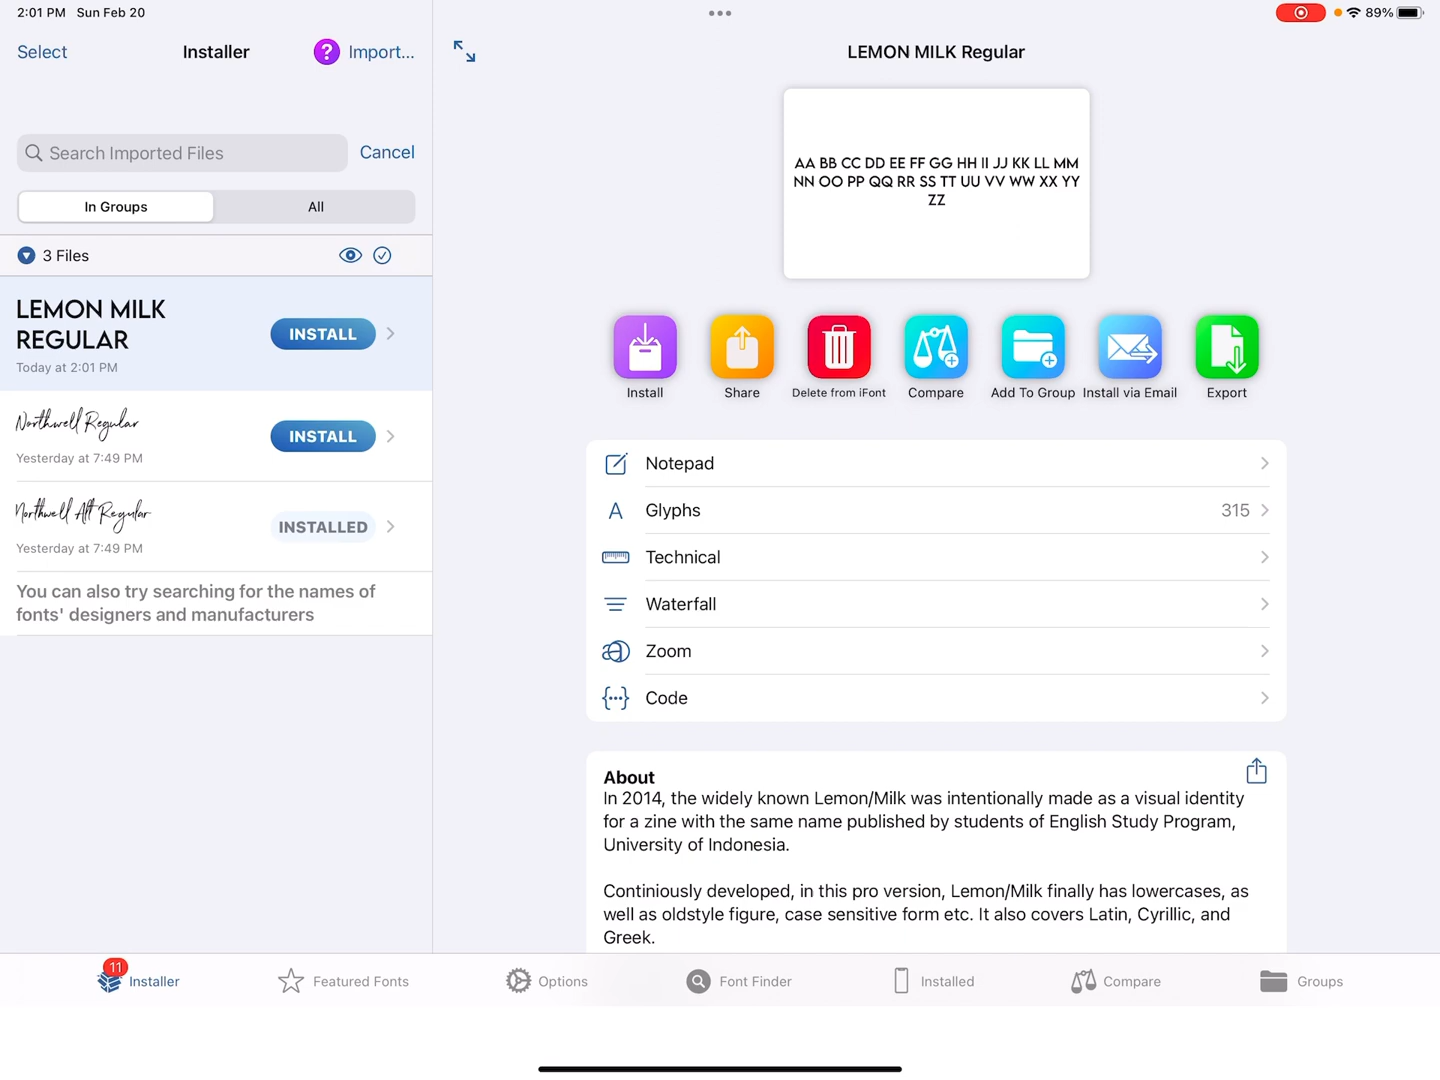 2:01 PM Sun Feb 20
89%
Select
Installer
? Import...
LEMON MILK Regular
Search Imported Files
Cancel
In Groups
All
3 Files
LEMON MILK
REGULAR
Today at 2:01 PM
INSTALL
Northwell Regular
Yesterday at 7:49 PM
INSTALL
Northwell Alt Regular
Yesterday at 7:49 PM
INSTALLED
You can also try searching for the names of
fonts' designers and manufacturers
AA BB CC DD EE FF GG HH II JJ KK LL MM
NN OO PP QQ RR SS TT UU VV WW XX YY
ZZ
Install
Share
Delete from iFont
Compare
Add To Group
Install via Email
Export
Notepad
Glyphs 315
Technical
Waterfall
Zoom
Code
About
In 2014, the widely known Lemon/Milk was intentionally made as a visual identity
for a zine with the same name published by students of English Study Program,
University of Indonesia.
Continiously developed, in this pro version, Lemon/Milk finally has lowercases, as
well as oldstyle figure, case sensitive form etc. It also covers Latin, Cyrillic, and
Greek.
11
Installer
Featured Fonts
Options
Font Finder
Installed
Compare
Groups